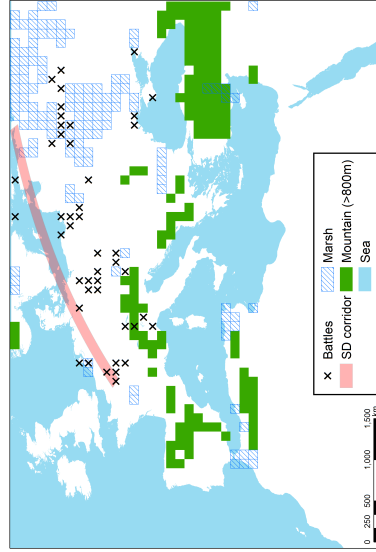 Battles
SD corridor
Marsh
Mountain (>800m)
Sea
0 250 500 1,000 1,500
km